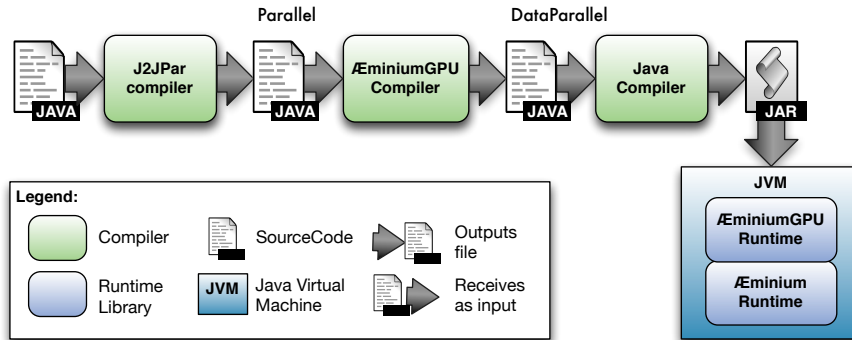 Parallel
DataParallel
JAVA
J2JPar
compiler
JAVA
ÆminiumGPU
Compiler
JAVA
Java
Compiler
JAR
JVM
ÆminiumGPU
Runtime
Æminium
Runtime
Legend:
Compiler
SourceCode
Outputs
file
Runtime
Library
JVM
Java Virtual
Machine
Receives
as input